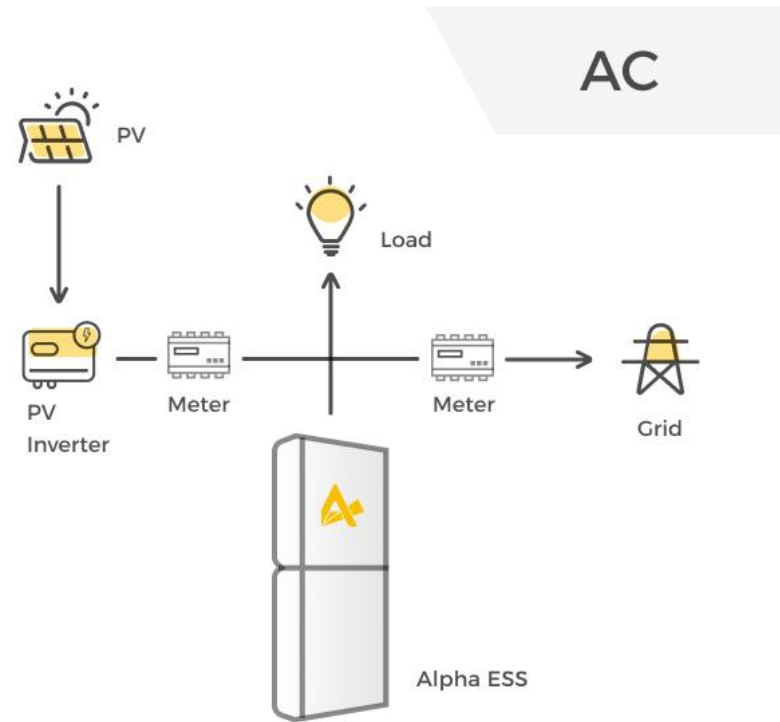 AC
PV
Load
Meter
Meter
PV
Inverter
Grid
Alpha ESS